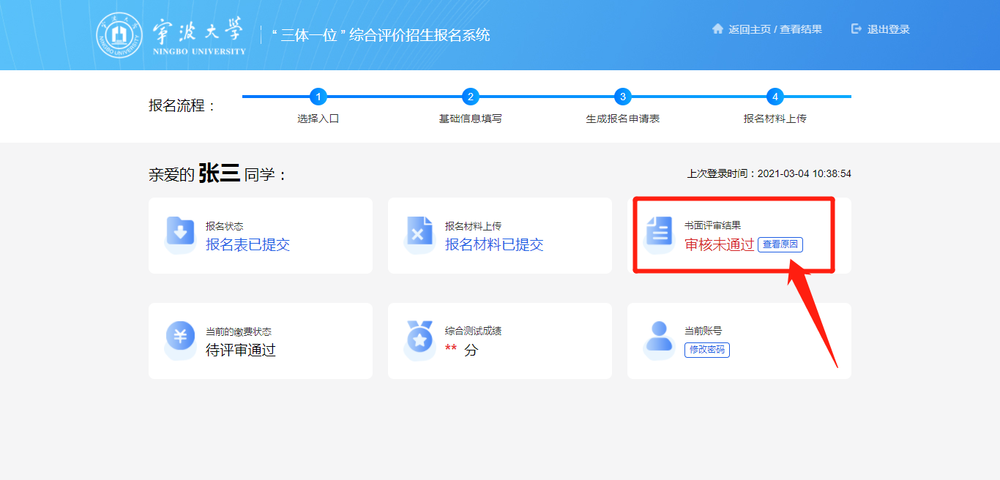 宁波大学
NINGBO UNIVERSITY
“三体一位”综合评价招生报名系统
返回主页 / 查看结果
退出登录
报名流程：
1
2
3
4
选择入口
基础信息填写
生成报名申请表
报名材料上传
亲爱的 张三 同学：
上次登录时间：2021-03-04 10:38:54
报名状态
报名表已提交
报名材料上传
报名材料已提交
书面评审结果
审核未通过 查看原因
当前的缴费状态
待评审通过
综合测试成绩
** 分
当前账号
修改密码